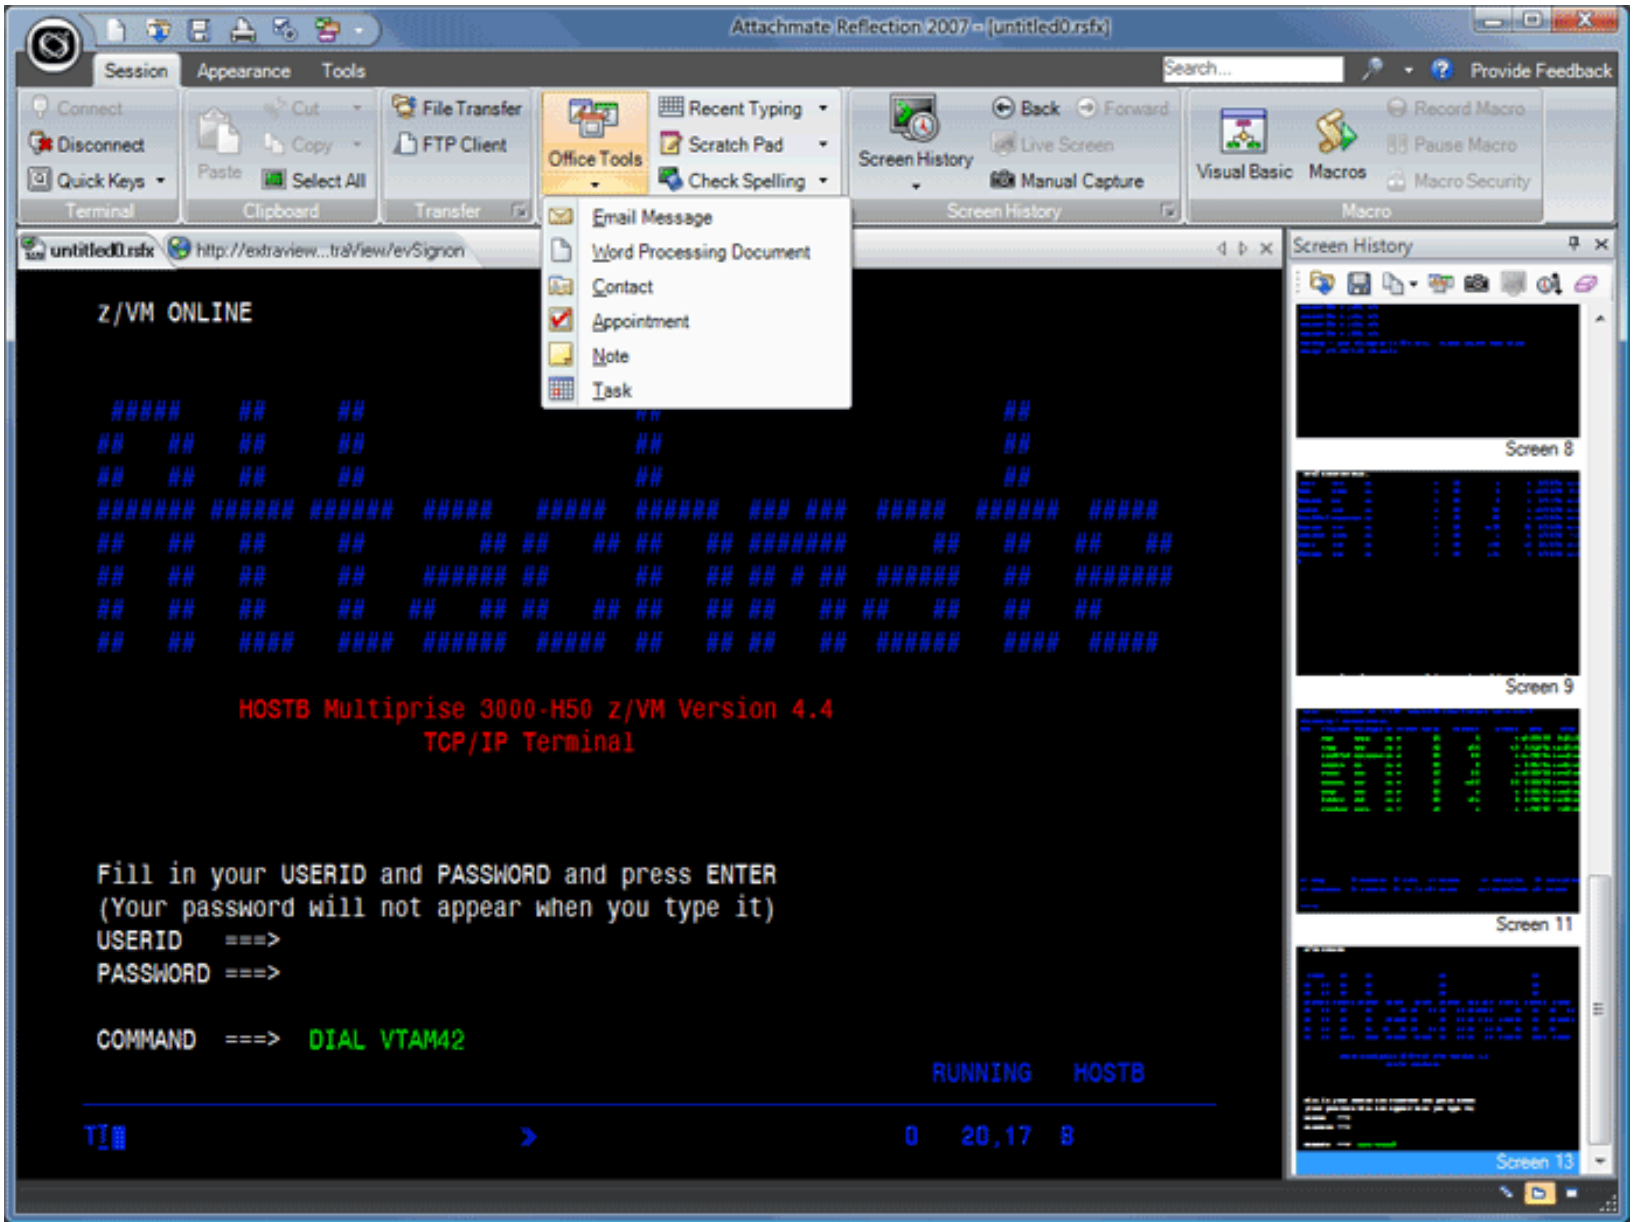 Attachmate Reflection 2007 - [untitled0.rsfx]
Session Appearance Tools Search... Provide Feedback
Connect
Disconnect
Quick Keys
Terminal
Paste
Cut
Copy
Select All
Clipboard
File Transfer
FTP Client
Transfer
Office Tools
Recent Typing
Scratch Pad
Check Spelling
Screen History
Back Forward
Live Screen
Manual Capture
Screen History
Visual Basic
Macros
Record Macro
Pause Macro
Macro Security
Macro
Email Message
Word Processing Document
Contact
Appointment
Note
Task
untitled0.rsfx http://extraview...traView/evSignon
z/VM ONLINE
Attachmate
HOSTB Multiprise 3000-H50 z/VM Version 4.4
TCP/IP Terminal
Fill in your USERID and PASSWORD and press ENTER
(Your password will not appear when you type it)
USERID ===>
PASSWORD ===>
COMMAND ===> DIAL VTAM42
RUNNING HOSTB
0 20,17 B
Screen History
Screen 8
Screen 9
Screen 11
Attachmate
Screen 13